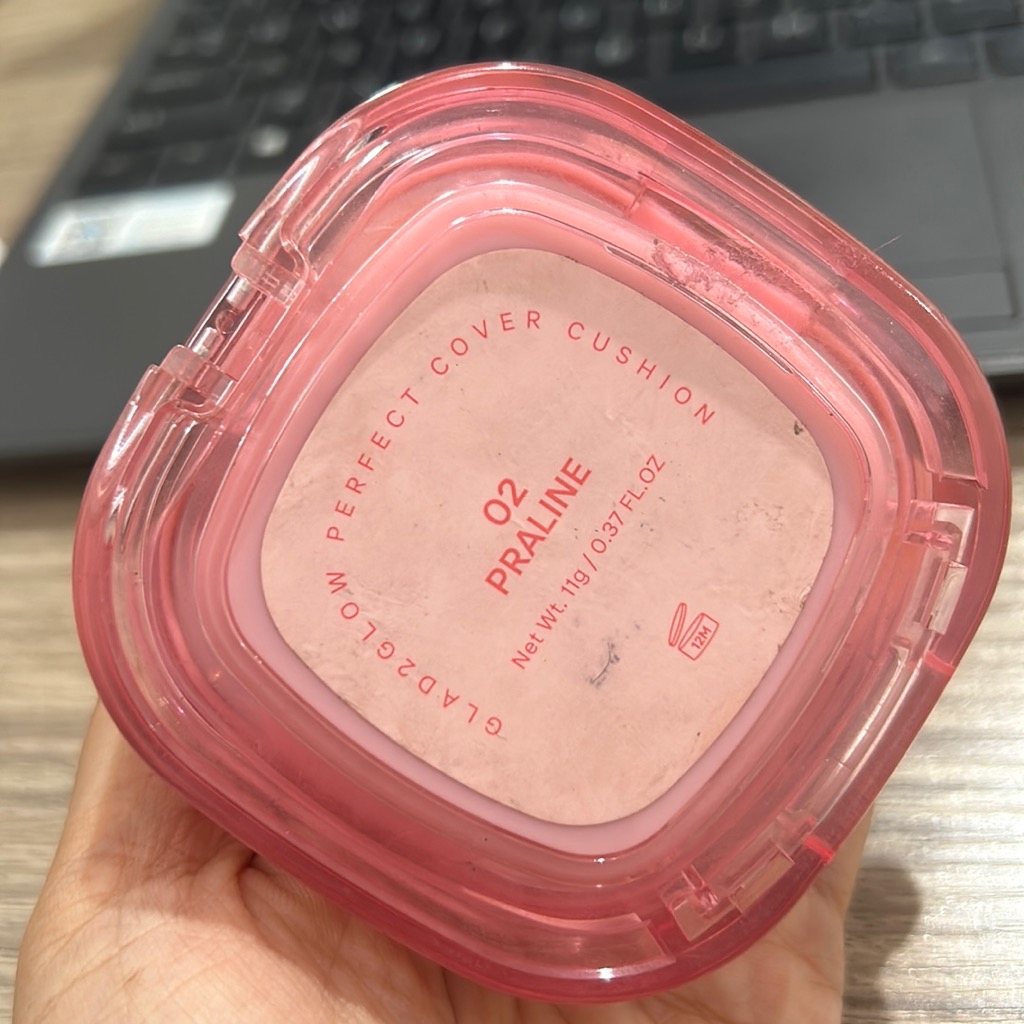 GLAD2GLOW PERFECT COVER CUSHION
02
PRALINE
Net Wt. 11g / 0.37 FL.OZ
12M